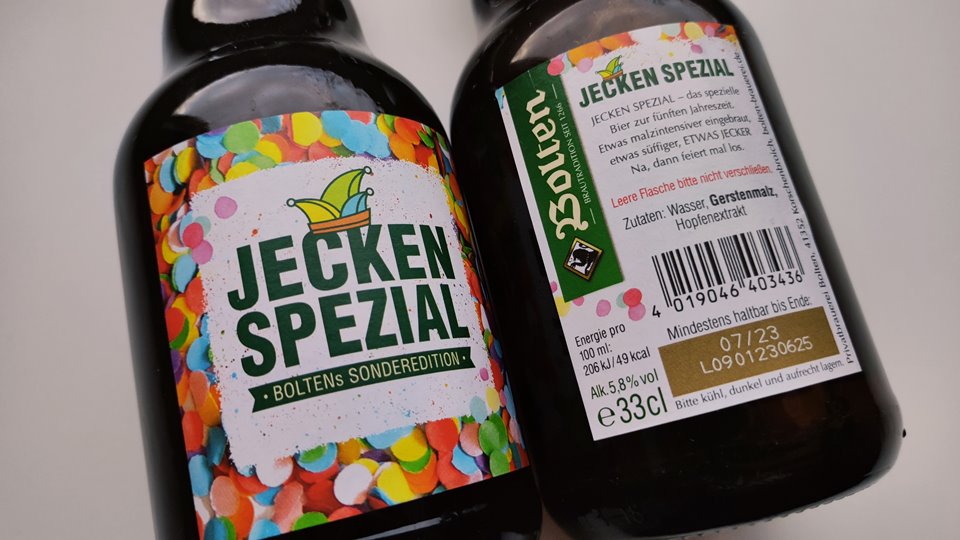 JECKEN
SPEZIAL
• BOLTENs SONDEREDITION •
Bolten
BRAUTRADITION SEIT 1266
JECKEN SPEZIAL
JECKEN SPEZIAL – das spezielle
Bier zur fünften Jahreszeit.
Etwas malzintensiver eingebraut,
etwas süffiger, ETWAS JECKER
Na, dann feiert mal los.
Leere Flasche bitte nicht verschließen.
Zutaten: Wasser, Gerstenmalz,
Hopfenextrakt
4 019046 403436
Energie pro
100 ml:
206 kJ/ 49 kcal
Alk. 5,8% vol
e 33cl
Mindestens haltbar bis Ende:
07/23
L0901230625
Bitte kühl, dunkel und aufrecht lagern.
Privatbrauerei Bolten, 41352 Korschenbroich, bolten-brauerei.de